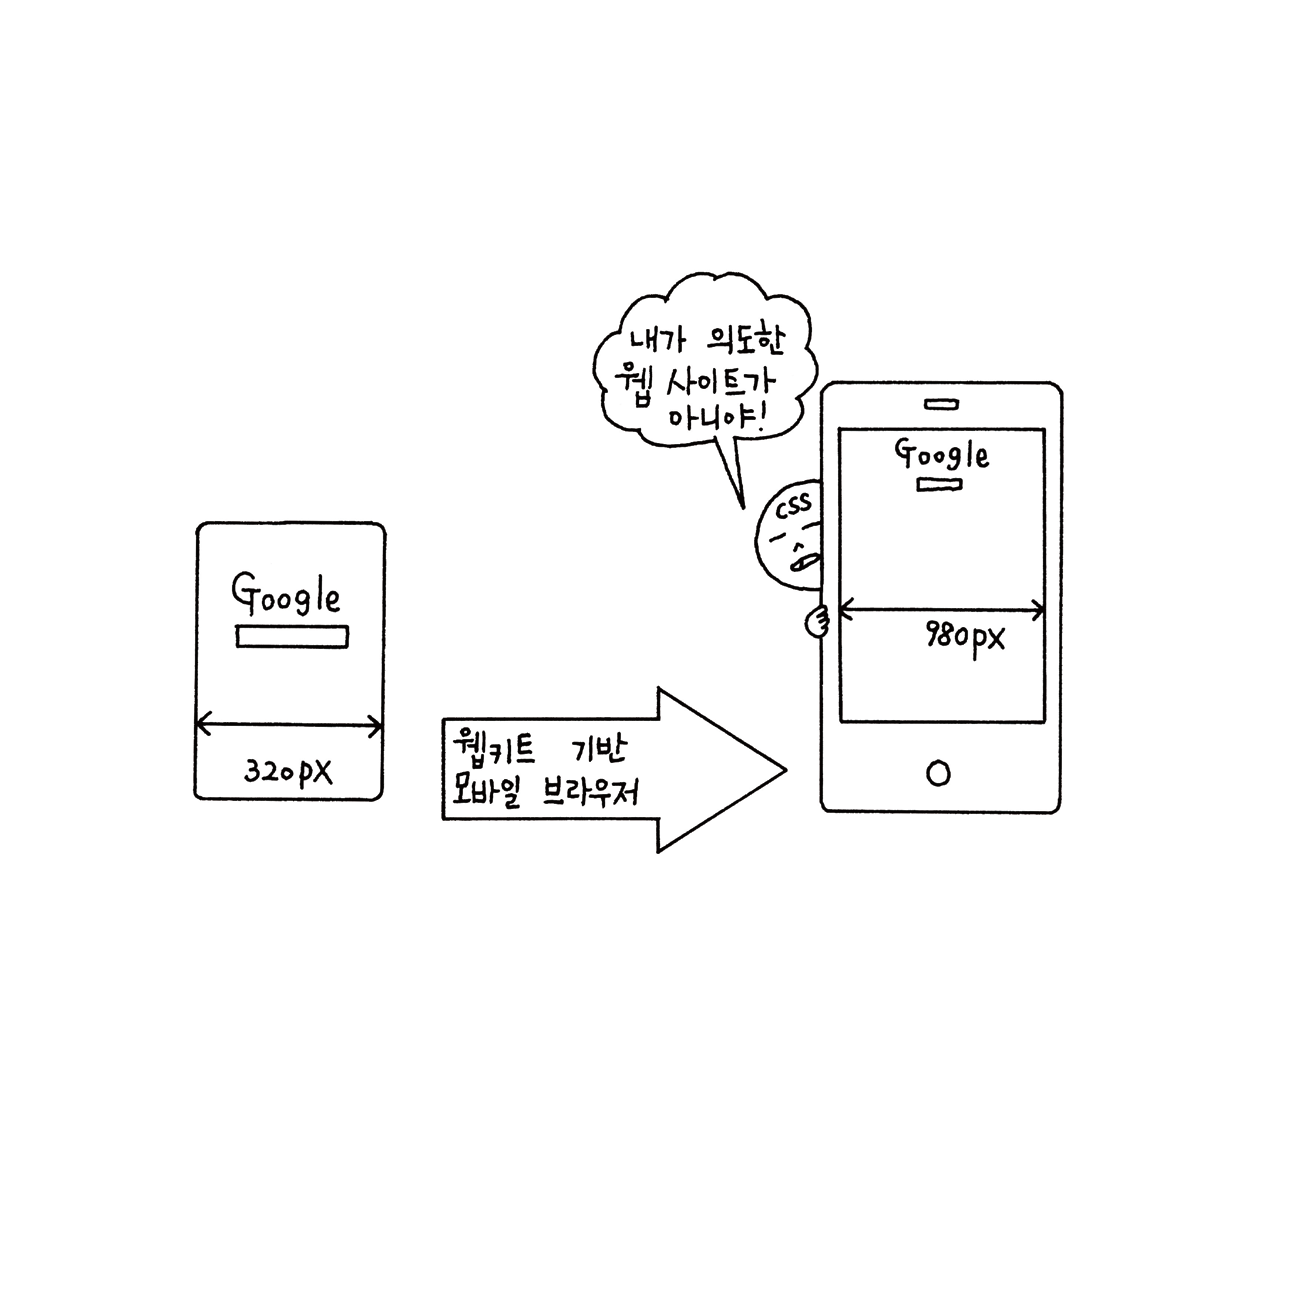 내가 의도한
웹 사이트가
아니야!
CSS
Google
980px
Google
320px
웹키트 기반
모바일 브라우저